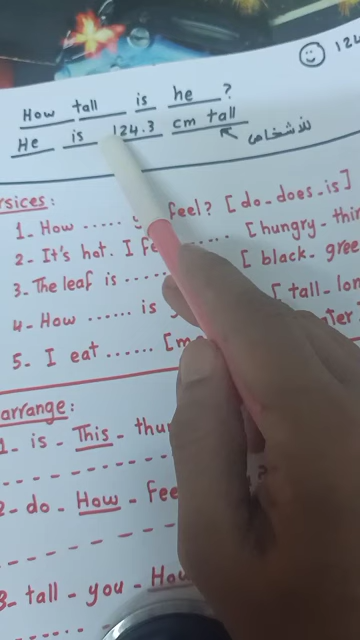 How tall is he ?
124
He is 124.3 cm tall
للأشخاص
rsices
1- How ...... feel? [ do - does - is ]
2- It's hot. I fe ...... [ hungry - thir
3- The leaf is ...... [ black - gree
4- How ...... is [ tall - lon
5- I eat ...... [m ater
arrange:
1- is - This - thu
2- do - How - fee
3- tall - you - How